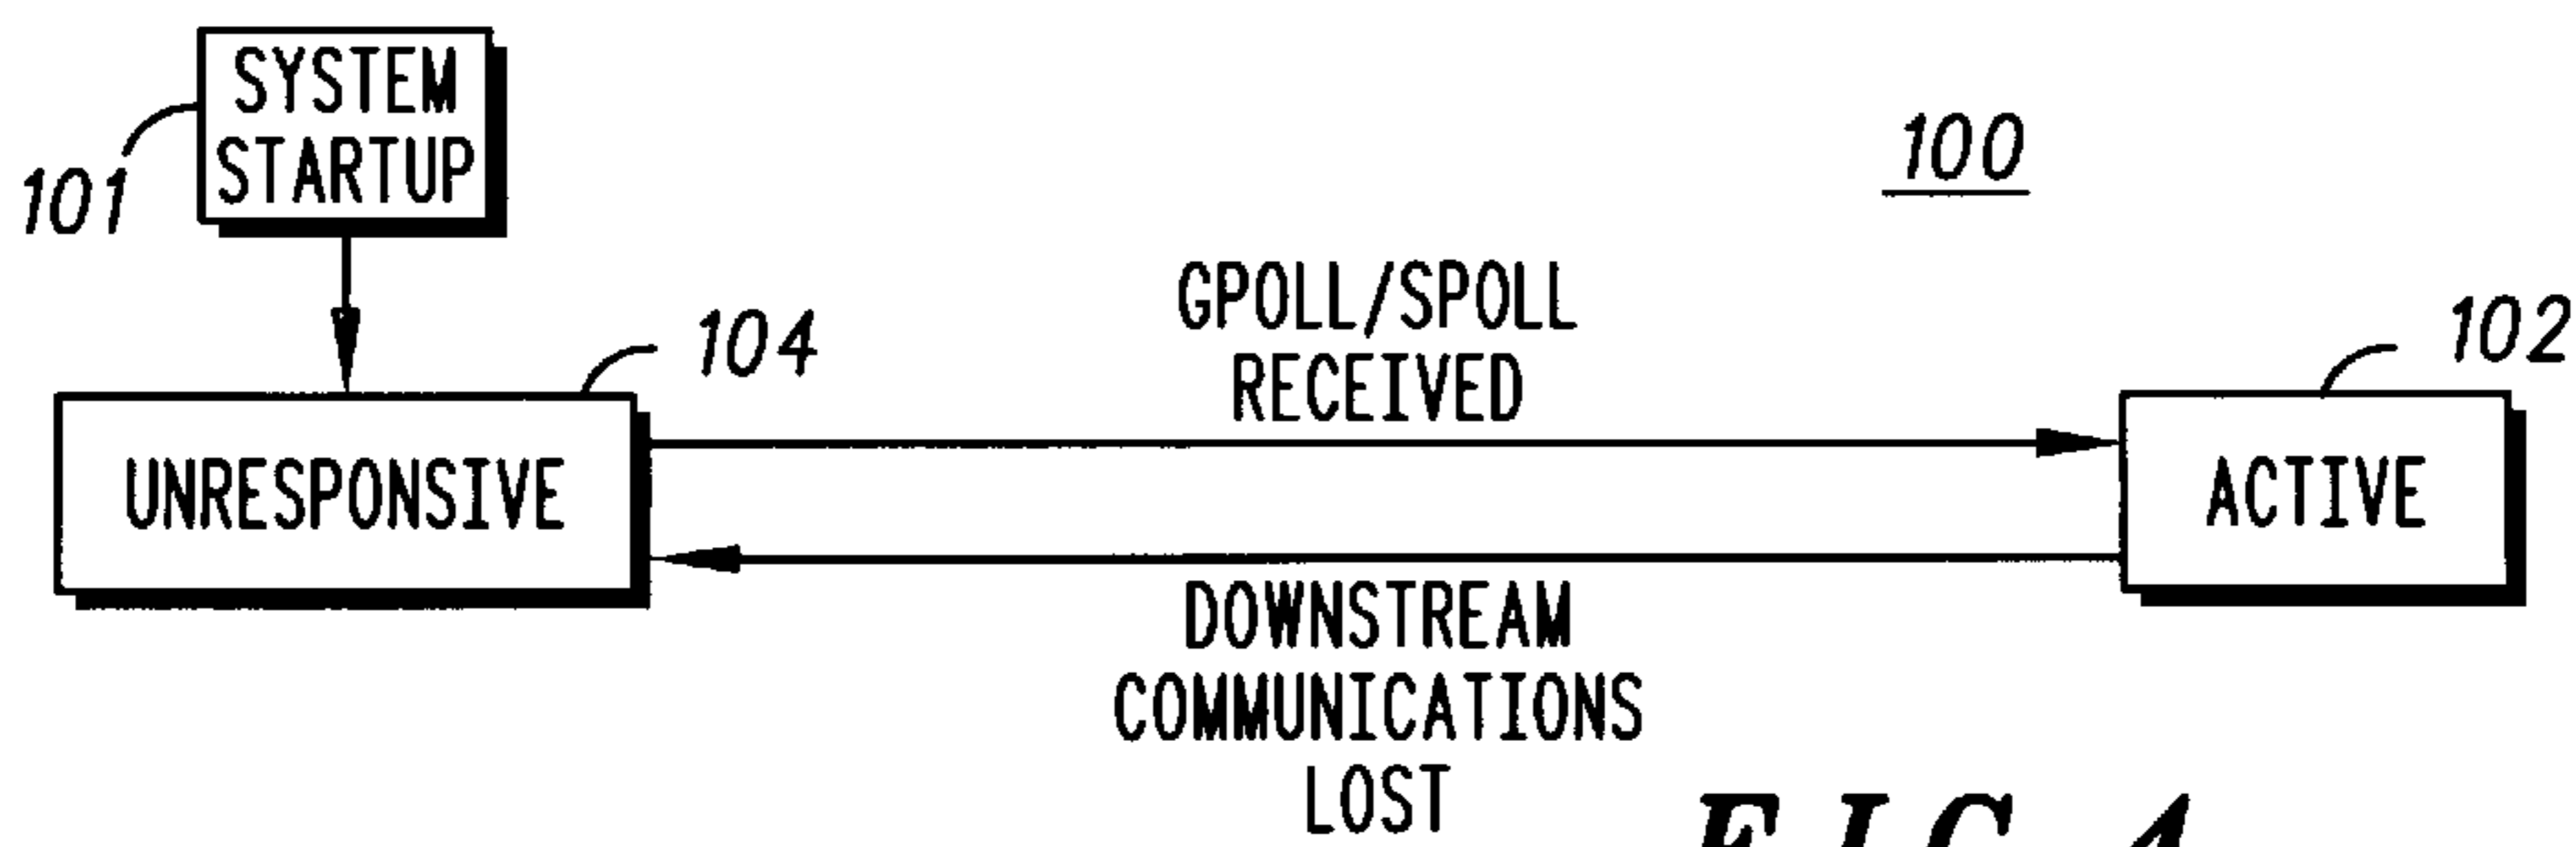 SYSTEM
STARTUP
101
100
GPOLL/SPOLL
RECEIVED
104
102
UNRESPONSIVE
ACTIVE
DOWNSTREAM
COMMUNICATIONS
LOST